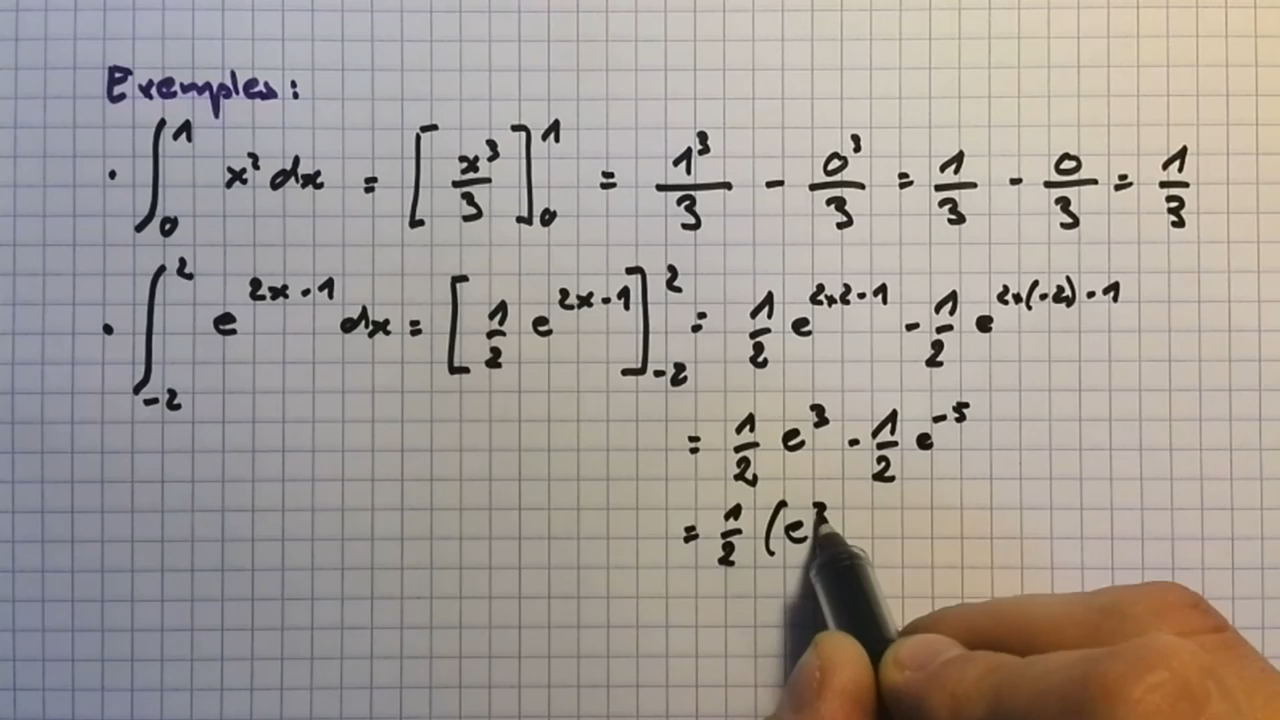 Exemples:
• ∫₀¹ x² dx = [x³/3]₀¹ = 1³/3 - 0³/3 = 1/3 - 0/3 = 1/3
• ∫₋₂² e^(2x-1) dx = [1/2 e^(2x-1)]₋₂² = 1/2 e^(2×2-1) - 1/2 e^(2×(-2)-1)
= 1/2 e³ - 1/2 e⁻⁵
= 1/2 (e³